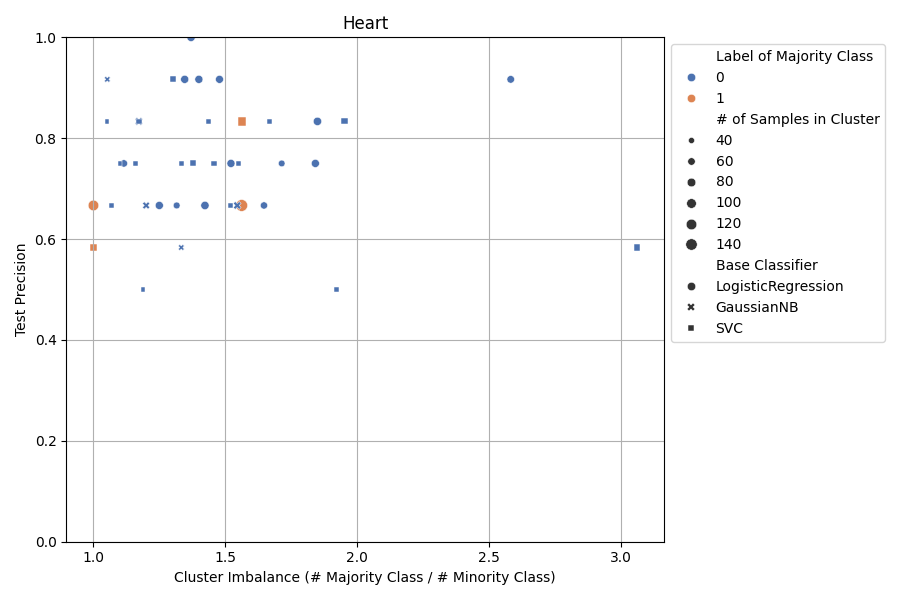 Heart
1.0
0.8
0.6
0.4
0.2
0.0
Test Precision
1.0
1.5
2.0
2.5
3.0
Cluster Imbalance (# Majority Class / # Minority Class)
Label of Majority Class
0
1
# of Samples in Cluster
40
60
80
100
120
140
Base Classifier
LogisticRegression
GaussianNB
SVC